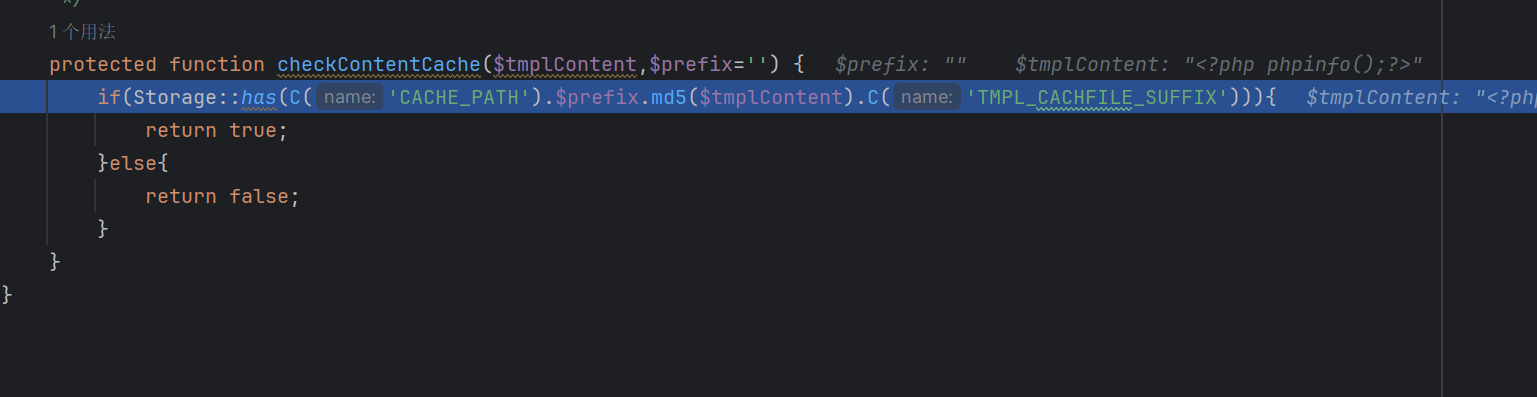 */
1 个用法
protected function checkContentCache($tmplContent,$prefix='') {   $prefix: ""   $tmplContent: "<?php phpinfo();?>"
if(Storage::has(C( name: 'CACHE_PATH').$prefix.md5($tmplContent).C( name: 'TMPL_CACHFILE_SUFFIX'))){   $tmplContent: "<?php
return true;
}else{
return false;
}
}
}